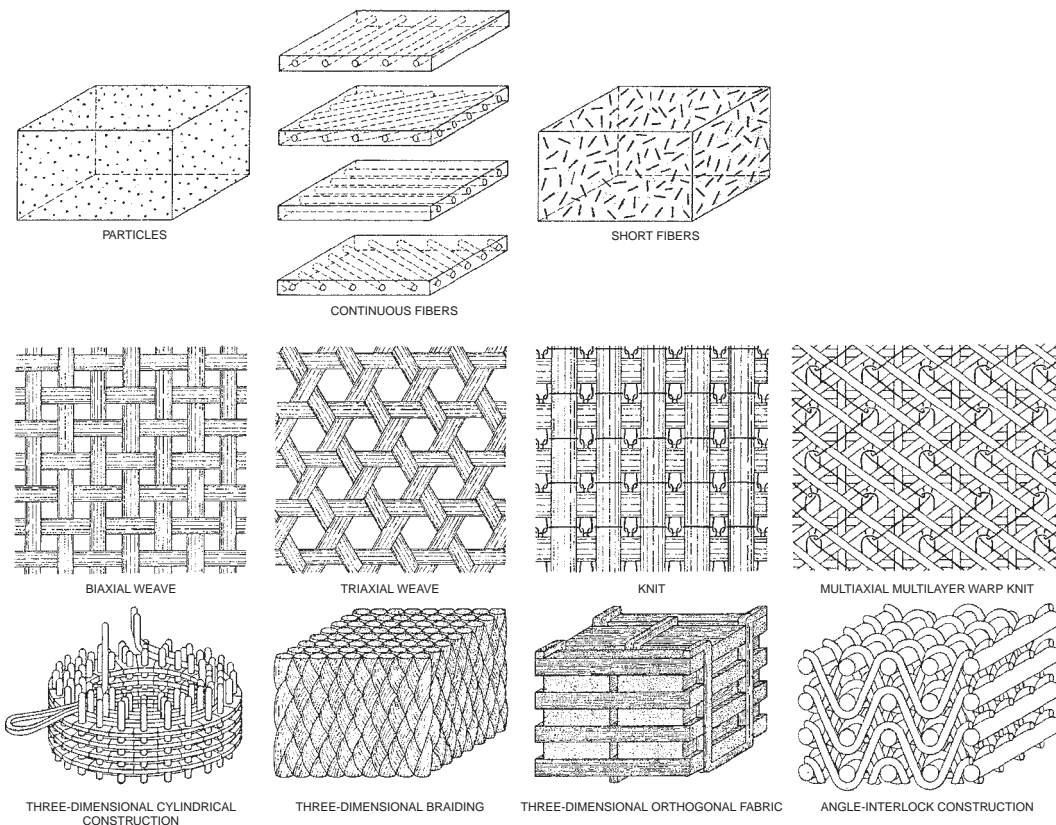 PARTICLES
SHORT FIBERS
CONTINUOUS FIBERS
BIAXIAL WEAVE
TRIAXIAL WEAVE
KNIT
MULTIAXIAL MULTILAYER WARP KNIT
THREE-DIMENSIONAL CYLINDRICAL
CONSTRUCTION
THREE-DIMENSIONAL BRAIDING
THREE-DIMENSIONAL ORTHOGONAL FABRIC
ANGLE-INTERLOCK CONSTRUCTION